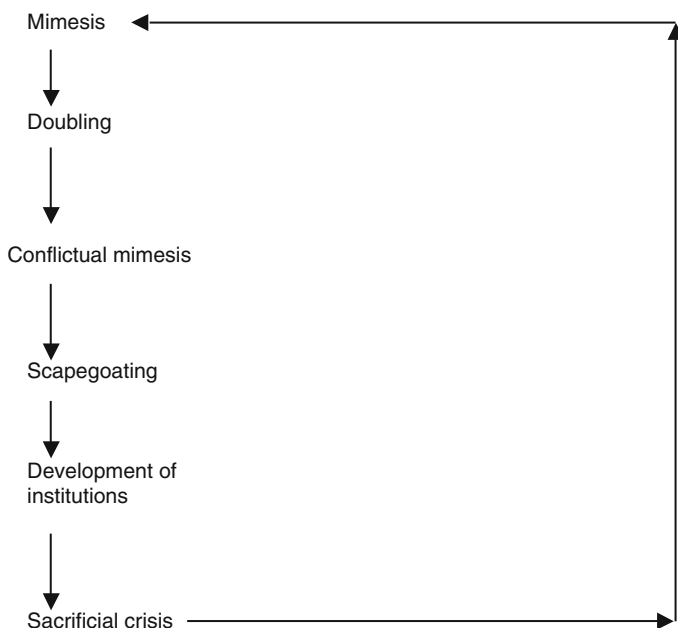 Mimesis
Doubling
Conflictual mimesis
Scapegoating
Development of
institutions
Sacrificial crisis